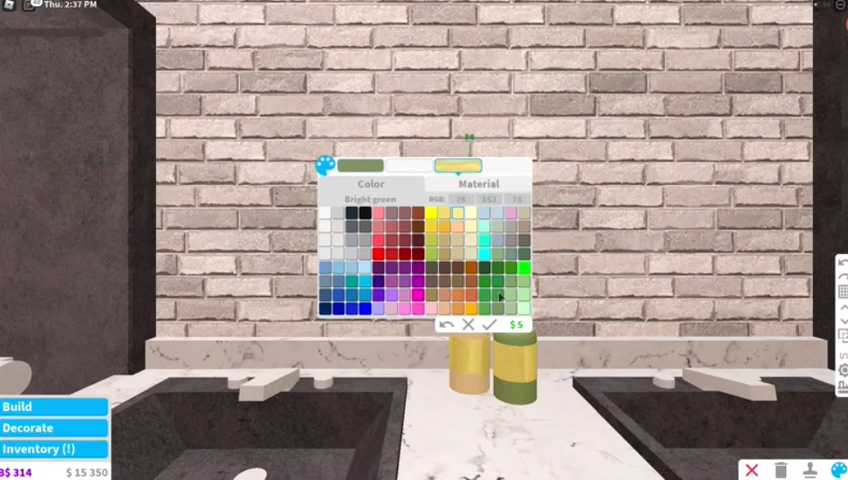 Thu. 2:37 PM
Color
Material
Bright green
RGB:
$ 5
Build
Decorate
Inventory (!)
B$ 314
$ 15 350